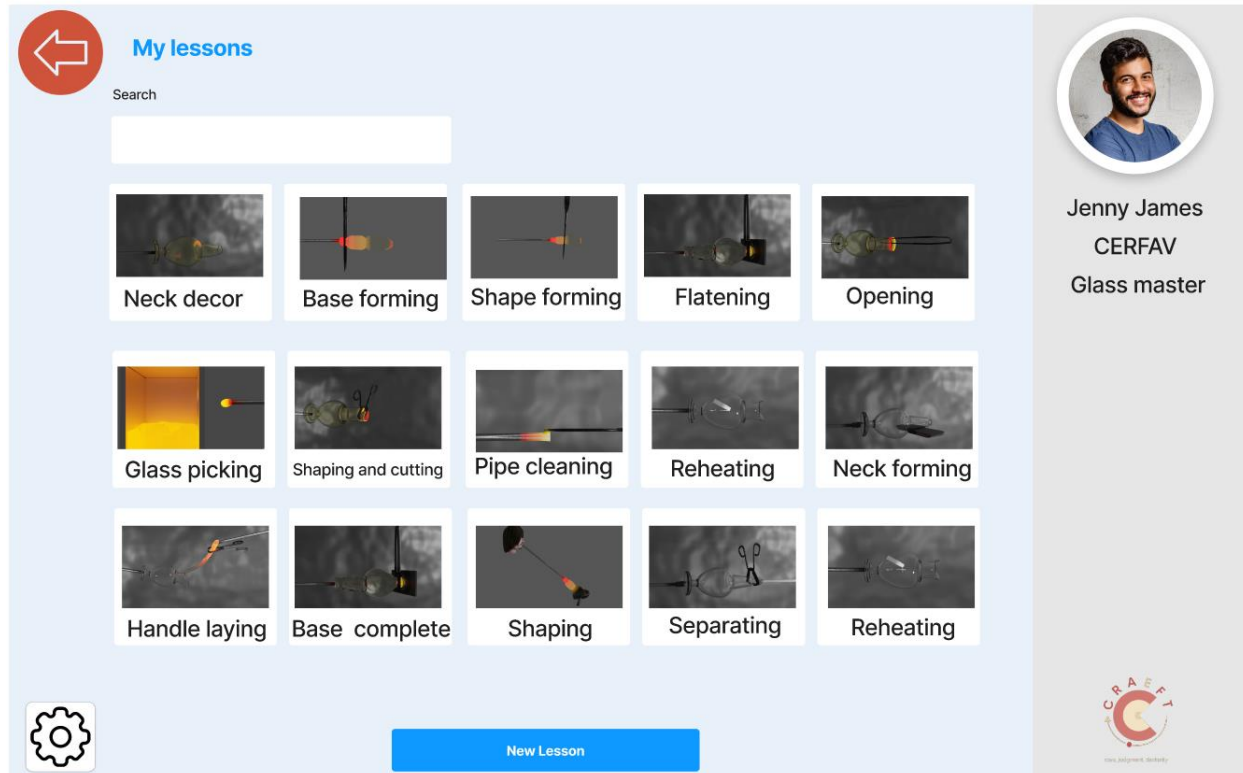 My lessons
Search
Neck decor
Base forming
Shape forming
Flatening
Opening
Glass picking
Shaping and cutting
Pipe cleaning
Reheating
Neck forming
Handle laying
Base complete
Shaping
Separating
Reheating
New Lesson
Jenny James
CERFAV
Glass master
CRAEFT